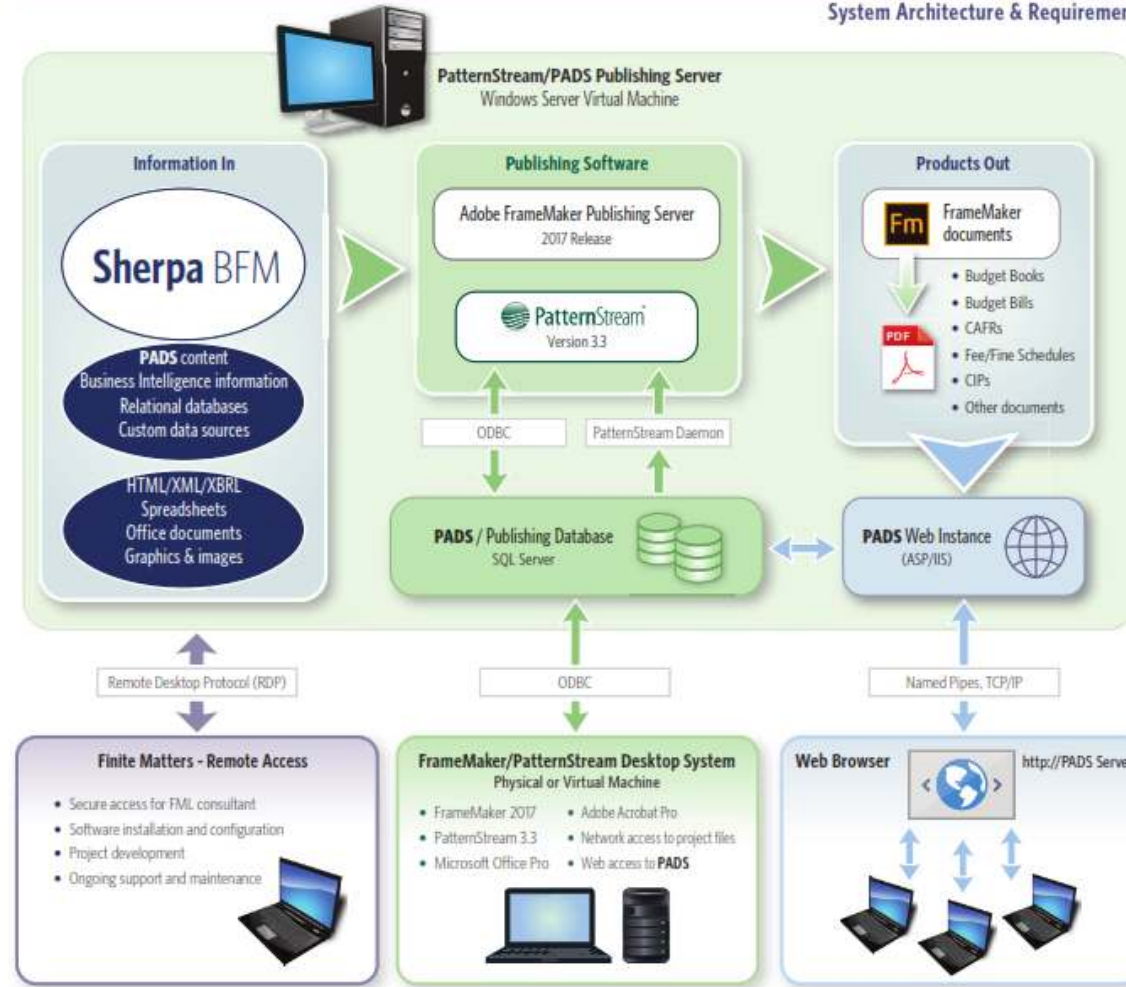 System Architecture & Requiremen
PatternStream/PADS Publishing Server
Windows Server Virtual Machine
Information In
Sherpa BFM
PADS content
Business Intelligence information
Relational databases
Custom data sources
HTML/XML/XBRL
Spreadsheets
Office documents
Graphics & images
Publishing Software
Adobe FrameMaker Publishing Server
2017 Release
PatternStream
Version 3.3
Products Out
Fm
FrameMaker
documents
PDF
• Budget Books
• Budget Bills
• CAFRs
• Fee/Fine Schedules
• CIPs
• Other documents
ODBC
PatternStream Daemon
PADS / Publishing Database
SQL Server
PADS Web Instance
(ASP/IIS)
Remote Desktop Protocol (RDP)
ODBC
Named Pipes, TCP/IP
Finite Matters - Remote Access
• Secure access for FML consultant
• Software installation and configuration
• Project development
• Ongoing support and maintenance
FrameMaker/PatternStream Desktop System
Physical or Virtual Machine
• FrameMaker 2017
• PatternStream 3.3
• Microsoft Office Pro
• Adobe Acrobat Pro
• Network access to project files
• Web access to PADS
Web Browser
http://PADS Serve